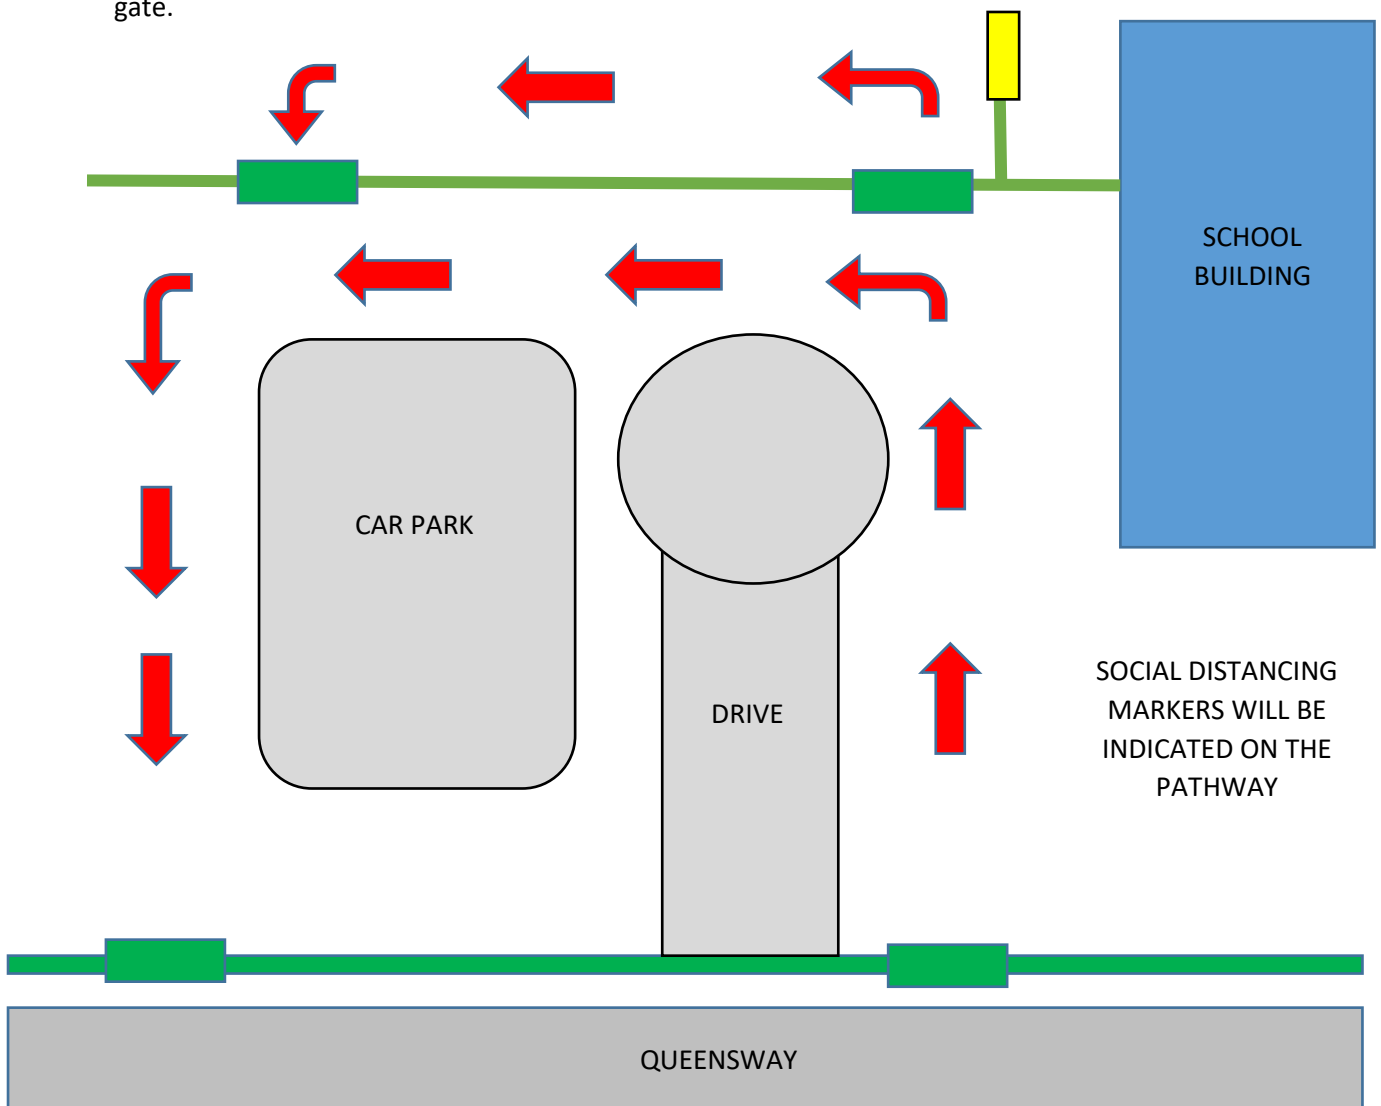 gate.
SCHOOL
BUILDING
CAR PARK
SOCIAL DISTANCING
MARKERS WILL BE
INDICATED ON THE
PATHWAY
DRIVE
QUEENSWAY